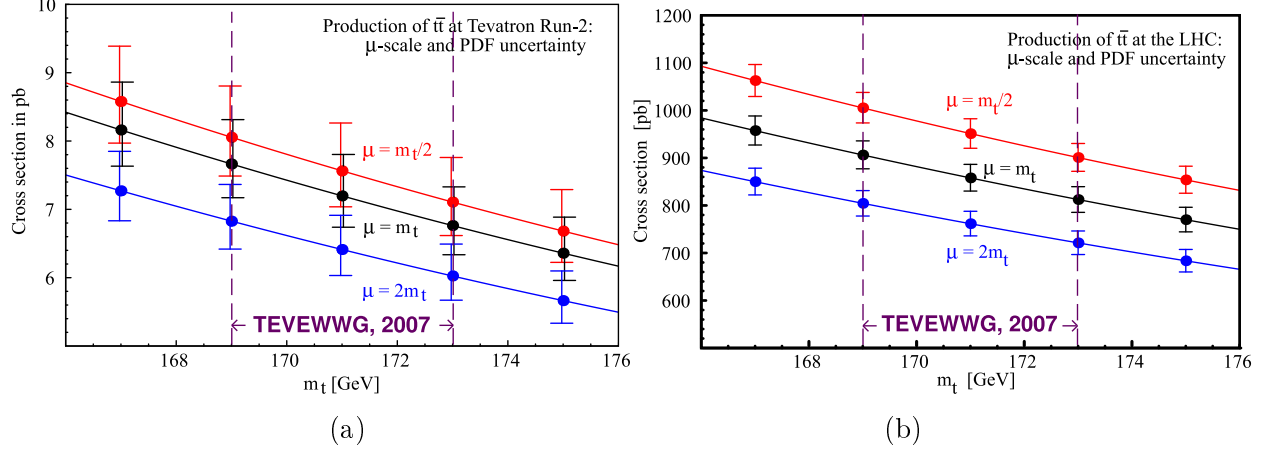 Production of tt̄ at Tevatron Run-2:
μ-scale and PDF uncertainty
Cross section in pb
10
9
8
7
6
μ = m_t/2
μ = m_t
μ = 2m_t
TEVEWWG, 2007
168 170 172 174 176
m_t [GeV]
(a)
Production of tt̄ at the LHC:
μ-scale and PDF uncertainty
Cross section [pb]
1200
1100
1000
900
800
700
600
μ = m_t/2
μ = m_t
μ = 2m_t
TEVEWWG, 2007
168 170 172 174 176
m_t [GeV]
(b)